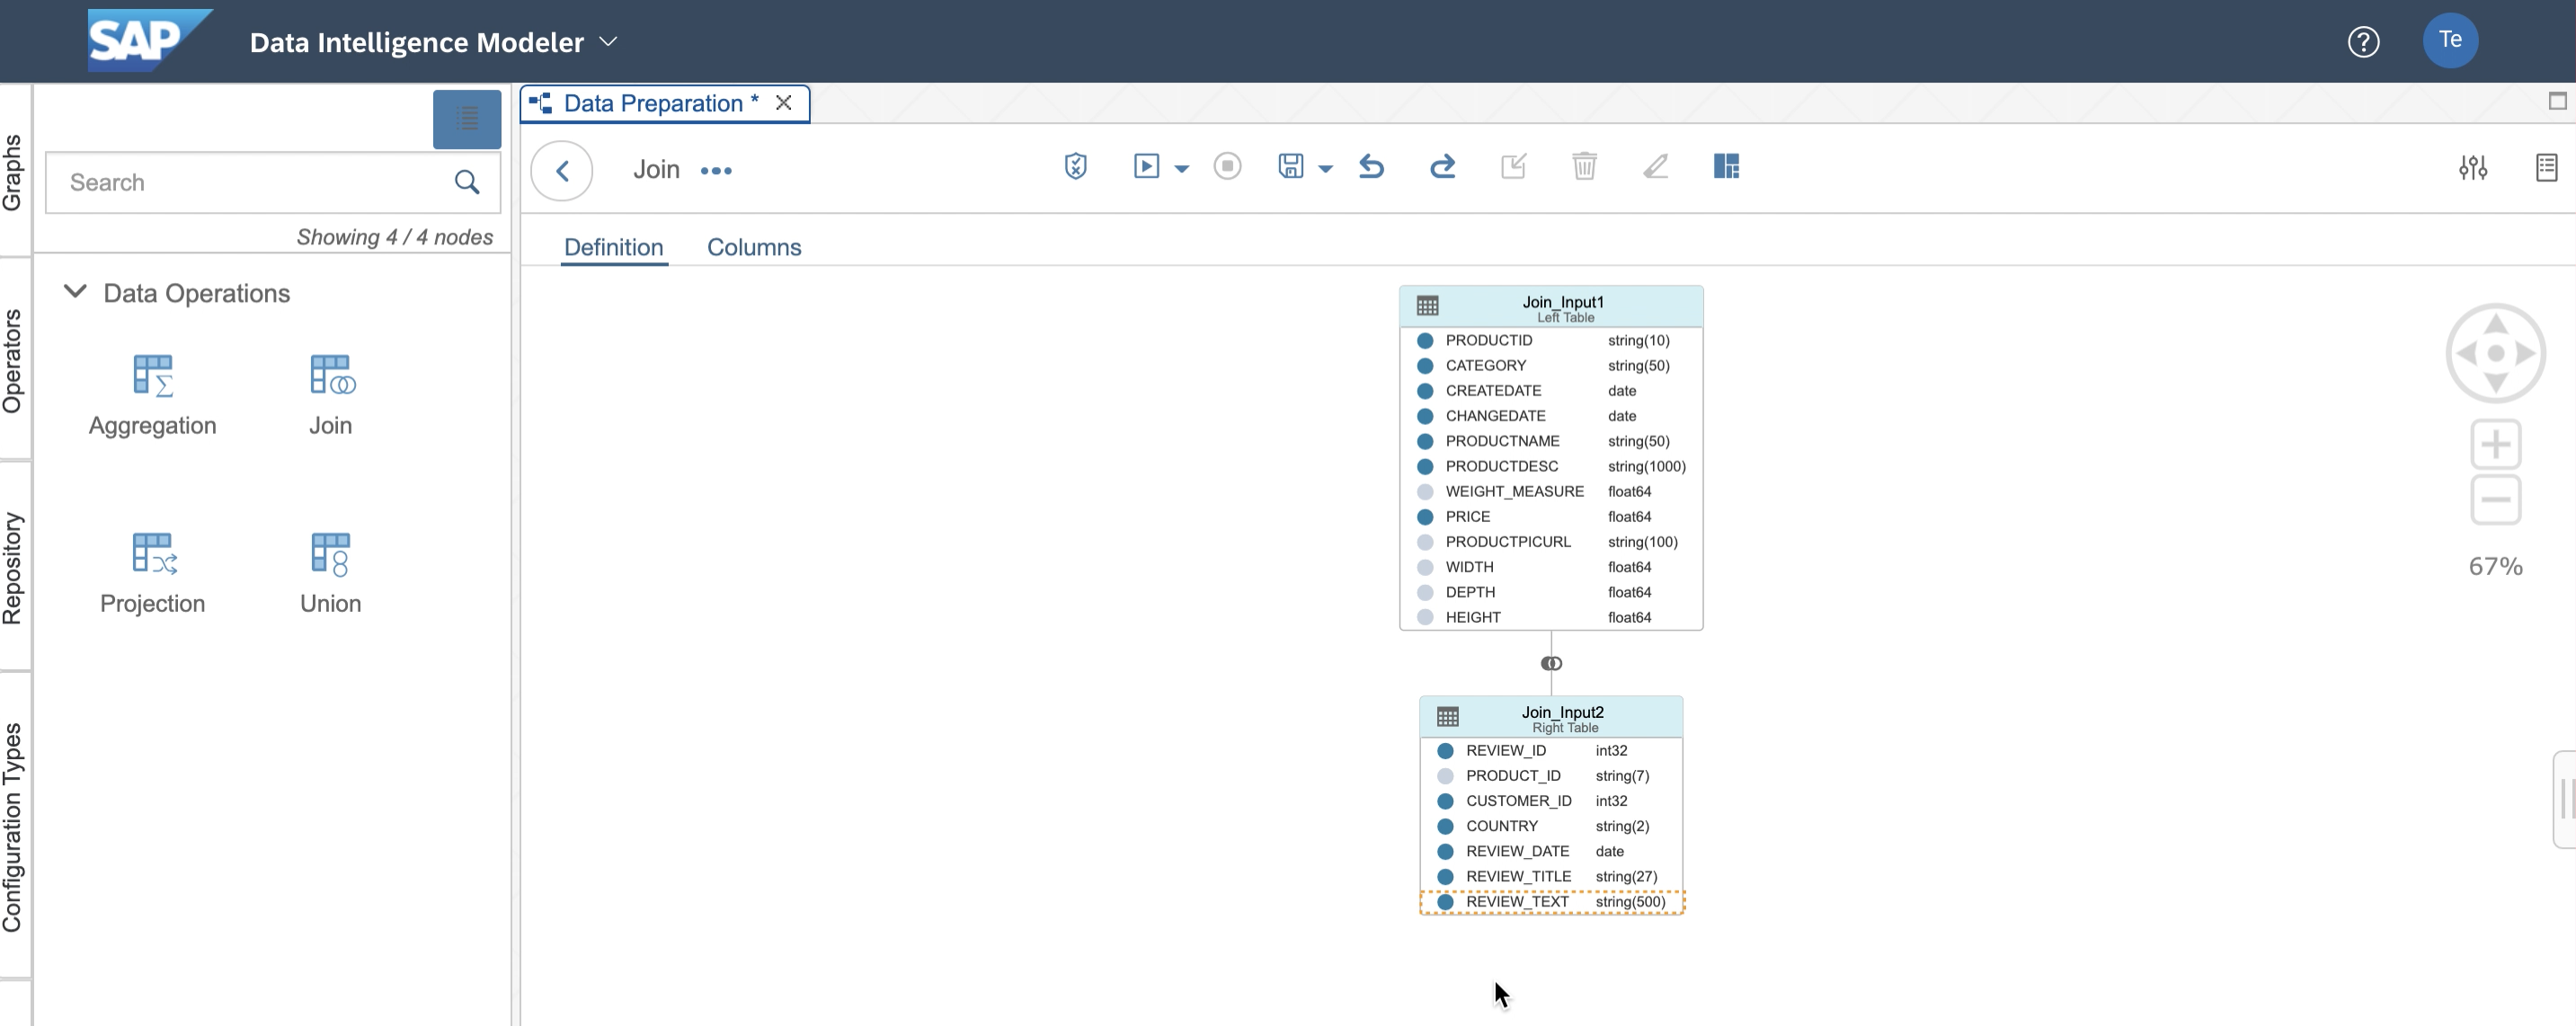 SAP Data Intelligence Modeler ? Te
Graphs
Operators
Repository
Configuration Types
Search
Showing 4 / 4 nodes
Data Operations
Aggregation
Join
Projection
Union
Data Preparation *
Join
Definition Columns
Join_Input1
Left Table
PRODUCTID string(10)
CATEGORY string(50)
CREATEDATE date
CHANGEDATE date
PRODUCTNAME string(50)
PRODUCTDESC string(1000)
WEIGHT_MEASURE float64
PRICE float64
PRODUCTPICURL string(100)
WIDTH float64
DEPTH float64
HEIGHT float64
Join_Input2
Right Table
REVIEW_ID int32
PRODUCT_ID string(7)
CUSTOMER_ID int32
COUNTRY string(2)
REVIEW_DATE date
REVIEW_TITLE string(27)
REVIEW_TEXT string(500)
67%